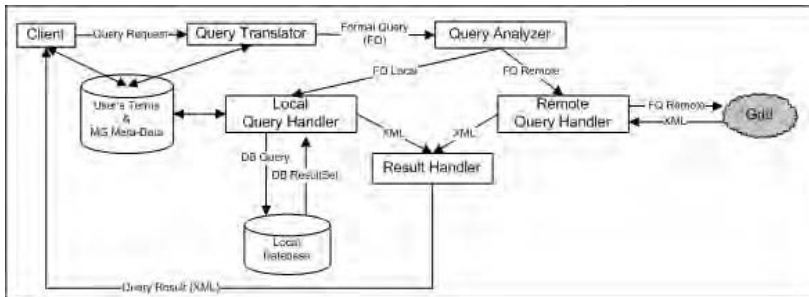 Client
Query Request
Query Translator
Formal Query
(FQ)
Query Analyzer
FQ Local
FQ Remote
User's Terms
&
MG Meta-Data
Local
Query Handler
Remote
Query Handler
FQ Remote
XML
Grid
XML
XML
Result Handler
DB Query
DB ResultSet
Local
Database
Query Result (XML)